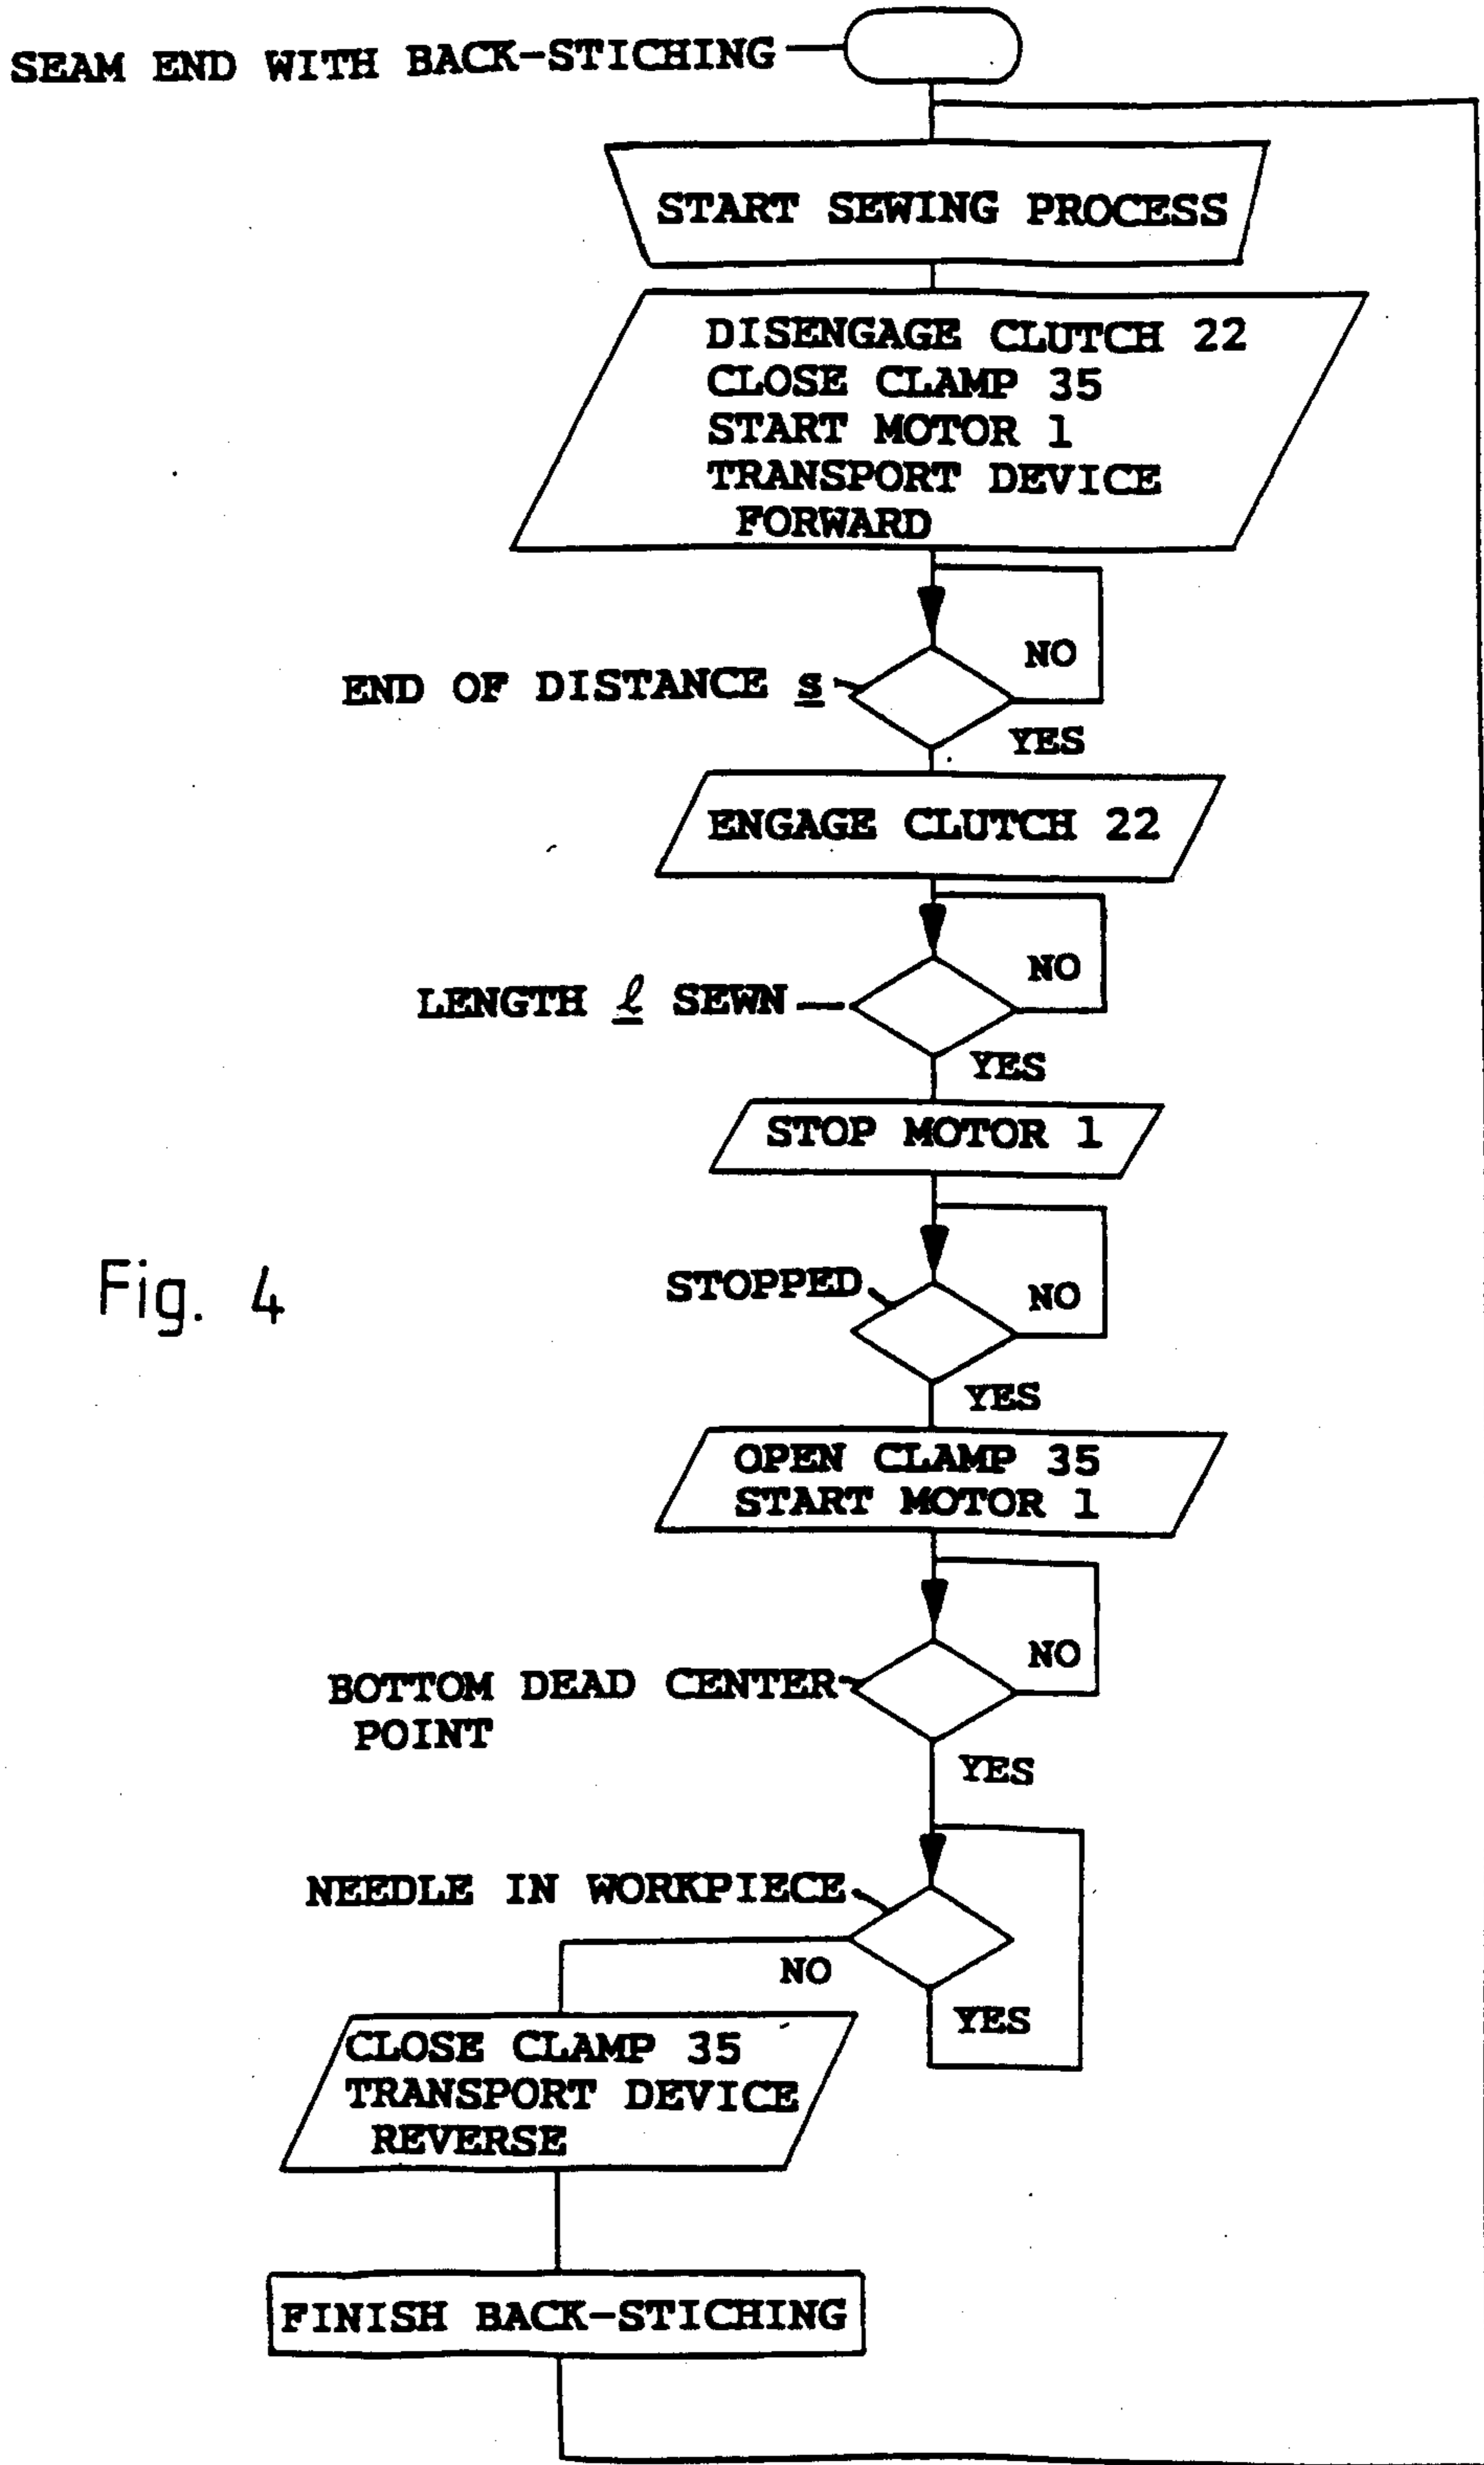 SEAM END WITH BACK-STICHING
START SEWING PROCESS
DISENGAGE CLUTCH 22
CLOSE CLAMP 35
START MOTOR 1
TRANSPORT DEVICE
FORWARD
NO
END OF DISTANCE s
YES
ENGAGE CLUTCH 22
NO
LENGTH ℓ SEWN
YES
STOP MOTOR 1
Fig. 4
STOPPED
NO
YES
OPEN CLAMP 35
START MOTOR 1
NO
BOTTOM DEAD CENTER
POINT
YES
NEEDLE IN WORKPIECE
NO
YES
CLOSE CLAMP 35
TRANSPORT DEVICE
REVERSE
FINISH BACK-STICHING